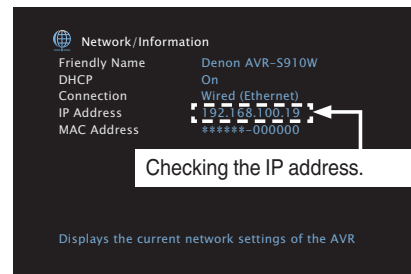 Network/Information
Friendly Name Denon AVR-S910W
DHCP On
Connection Wired (Ethernet)
IP Address 192.168.100.19
MAC Address ******-000000
Checking the IP address.
Displays the current network settings of the AVR